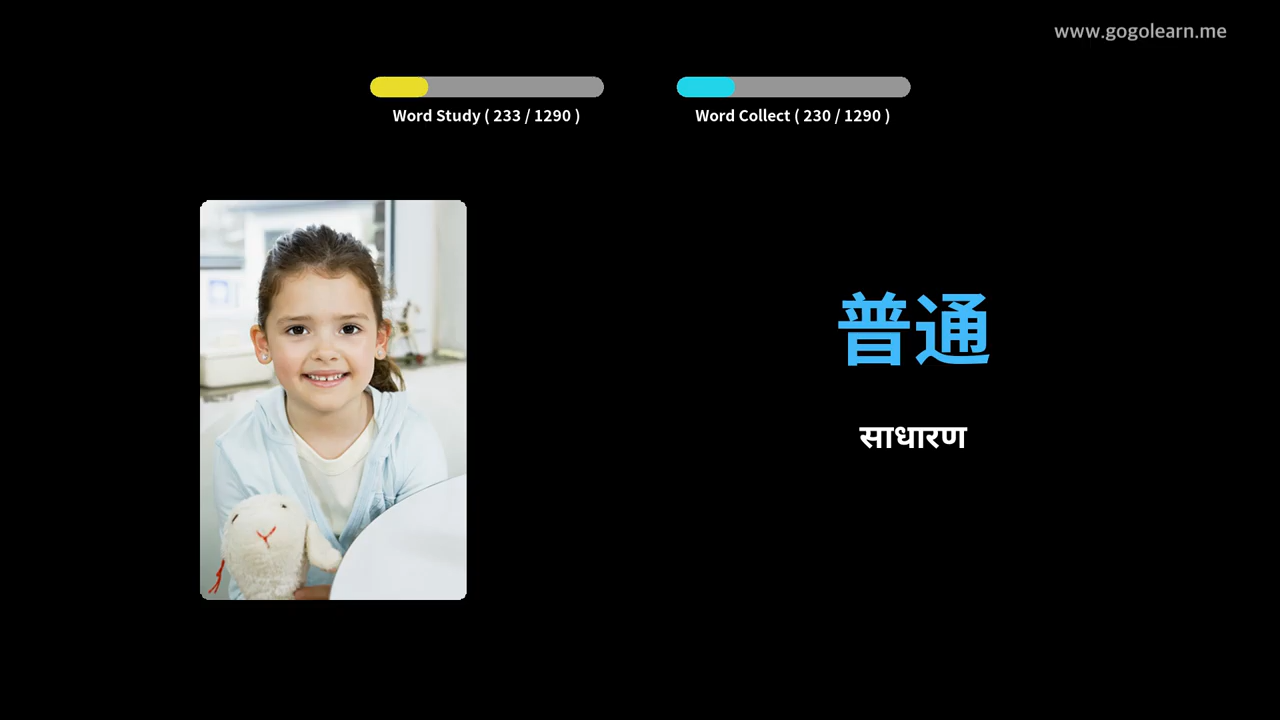 www.gogolearn.me
Word Study ( 233 / 1290 )
Word Collect ( 230 / 1290 )
普通
साधारण